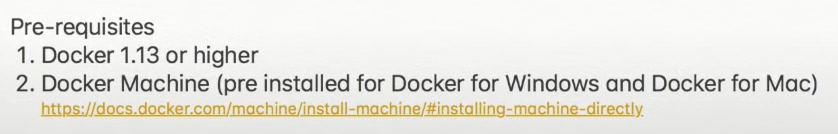 Pre-requisites
1. Docker 1.13 or higher
2. Docker Machine (pre installed for Docker for Windows and Docker for Mac)
https://docs.docker.com/machine/install-machine/#installing-machine-directly